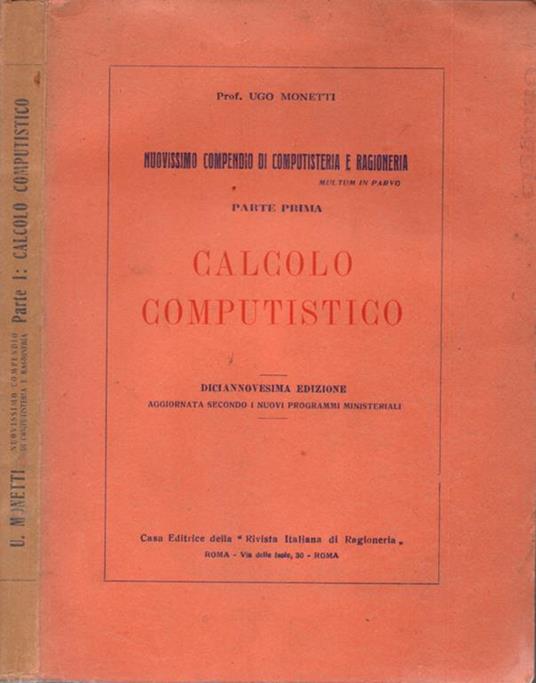 Prof. UGO MONETTI
NUOVISSIMO COMPENDIO DI COMPUTISTERIA E RAGIONERIA
MULTUM IN PARVO
PARTE PRIMA
CALCOLO
COMPUTISTICO
DICIANNOVESIMA EDIZIONE
AGGIORNATA SECONDO I NUOVI PROGRAMMI MINISTERIALI
Casa Editrice della "Rivista Italiana di Ragioneria"
ROMA - Via delle Isole, 30 - ROMA
U. MONETTI
NUOVISSIMO COMPENDIO
DI COMPUTISTERIA E RAGIONERIA
Parte I: CALCOLO COMPUTISTICO